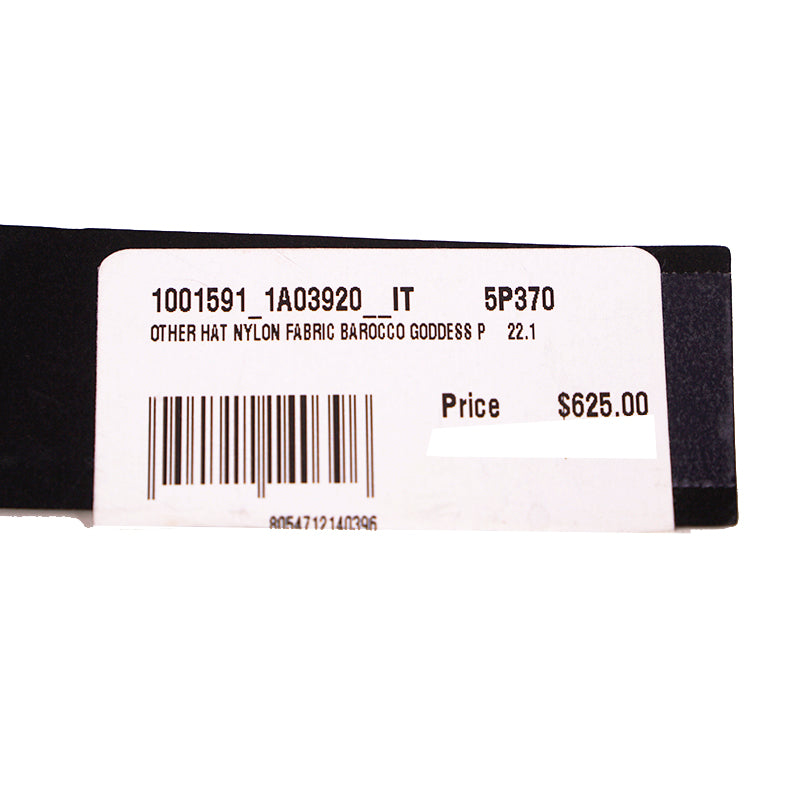 1001591_1A03920__IT 5P370
OTHER HAT NYLON FABRIC BAROCCO GODDESS P 22.1
Price $625.00
8054712140396